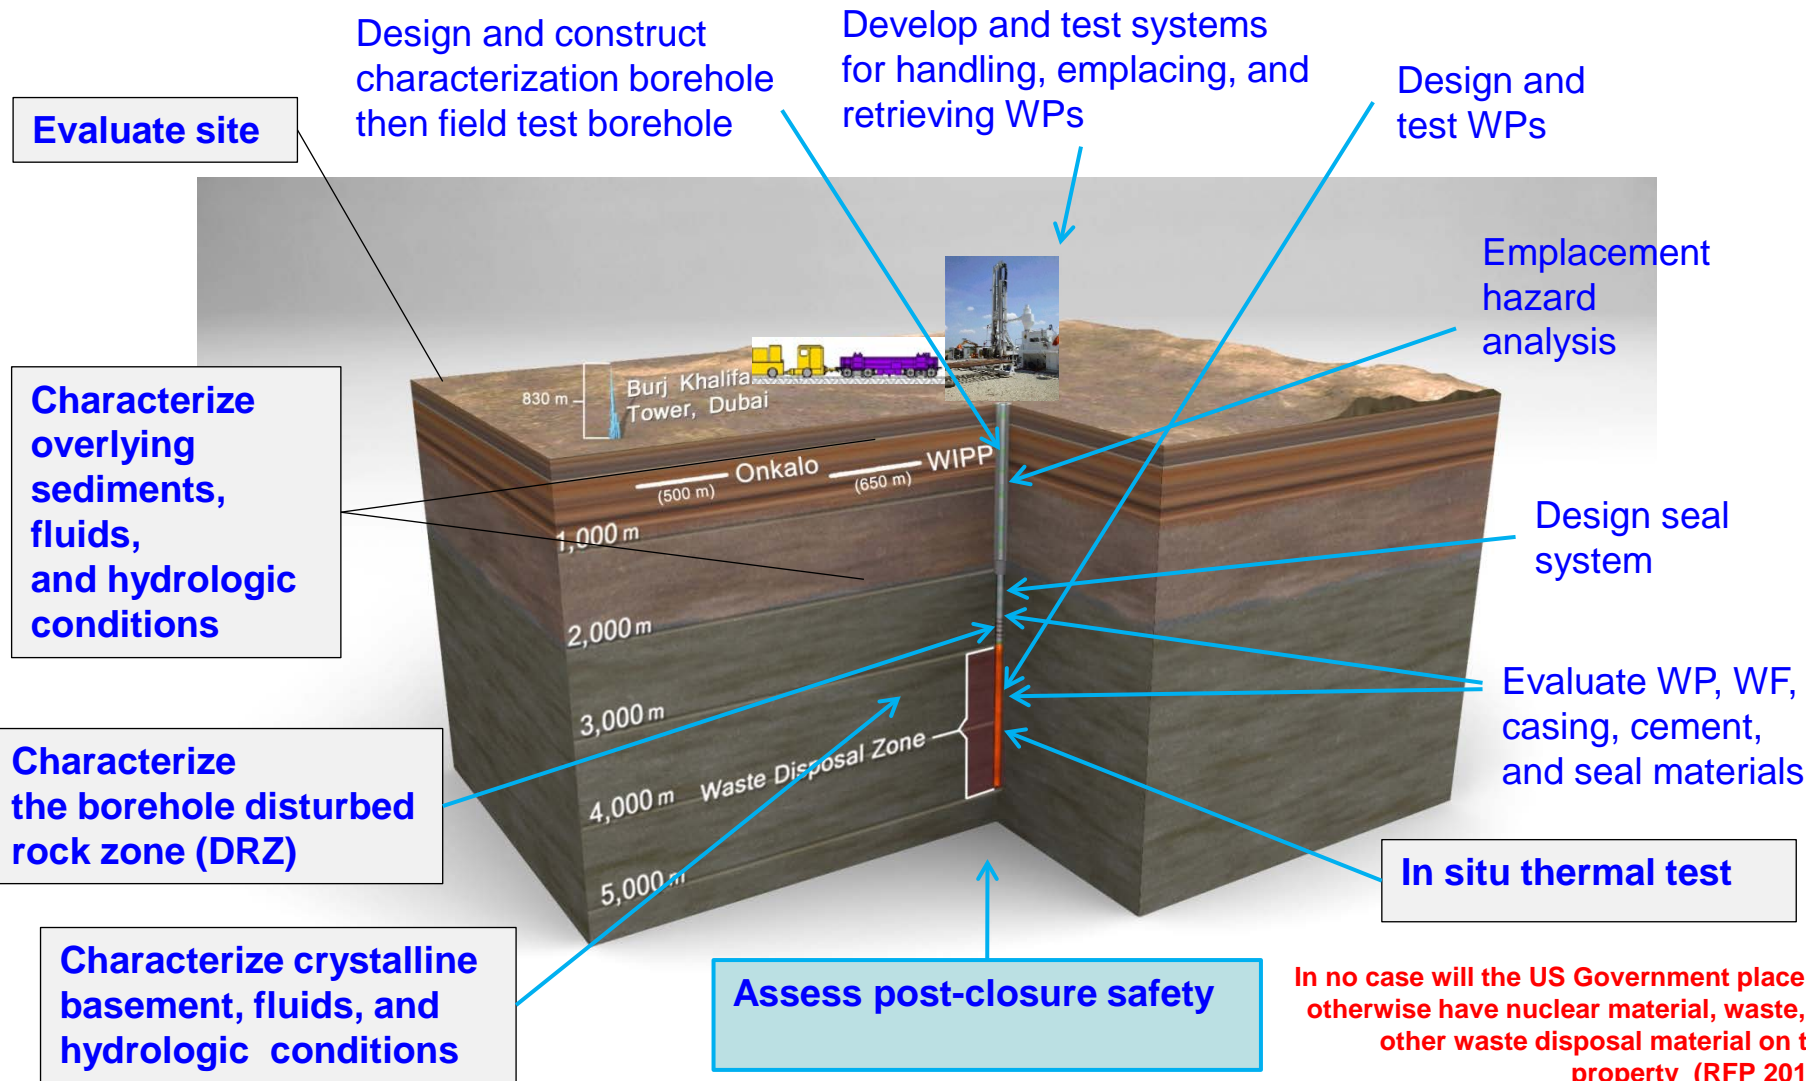 Design and construct
characterization borehole
then field test borehole
Develop and test systems
for handling, emplacing, and
retrieving WPs
Design and
test WPs
Evaluate site
Emplacement
hazard
analysis
830 m
Burj Khalifa
Tower, Dubai
Characterize
overlying
sediments,
fluids,
and hydrologic
conditions
Onkalo
(500 m)
WIPP
(650 m)
1,000 m
2,000 m
3,000 m
4,000 m
5,000 m
Waste Disposal Zone
Design seal
system
Evaluate WP, WF,
casing, cement,
and seal materials
Characterize
the borehole disturbed
rock zone (DRZ)
In situ thermal test
Characterize crystalline
basement, fluids, and
hydrologic conditions
Assess post-closure safety
In no case will the US Government place
otherwise have nuclear material, waste,
other waste disposal material on
property (RFP